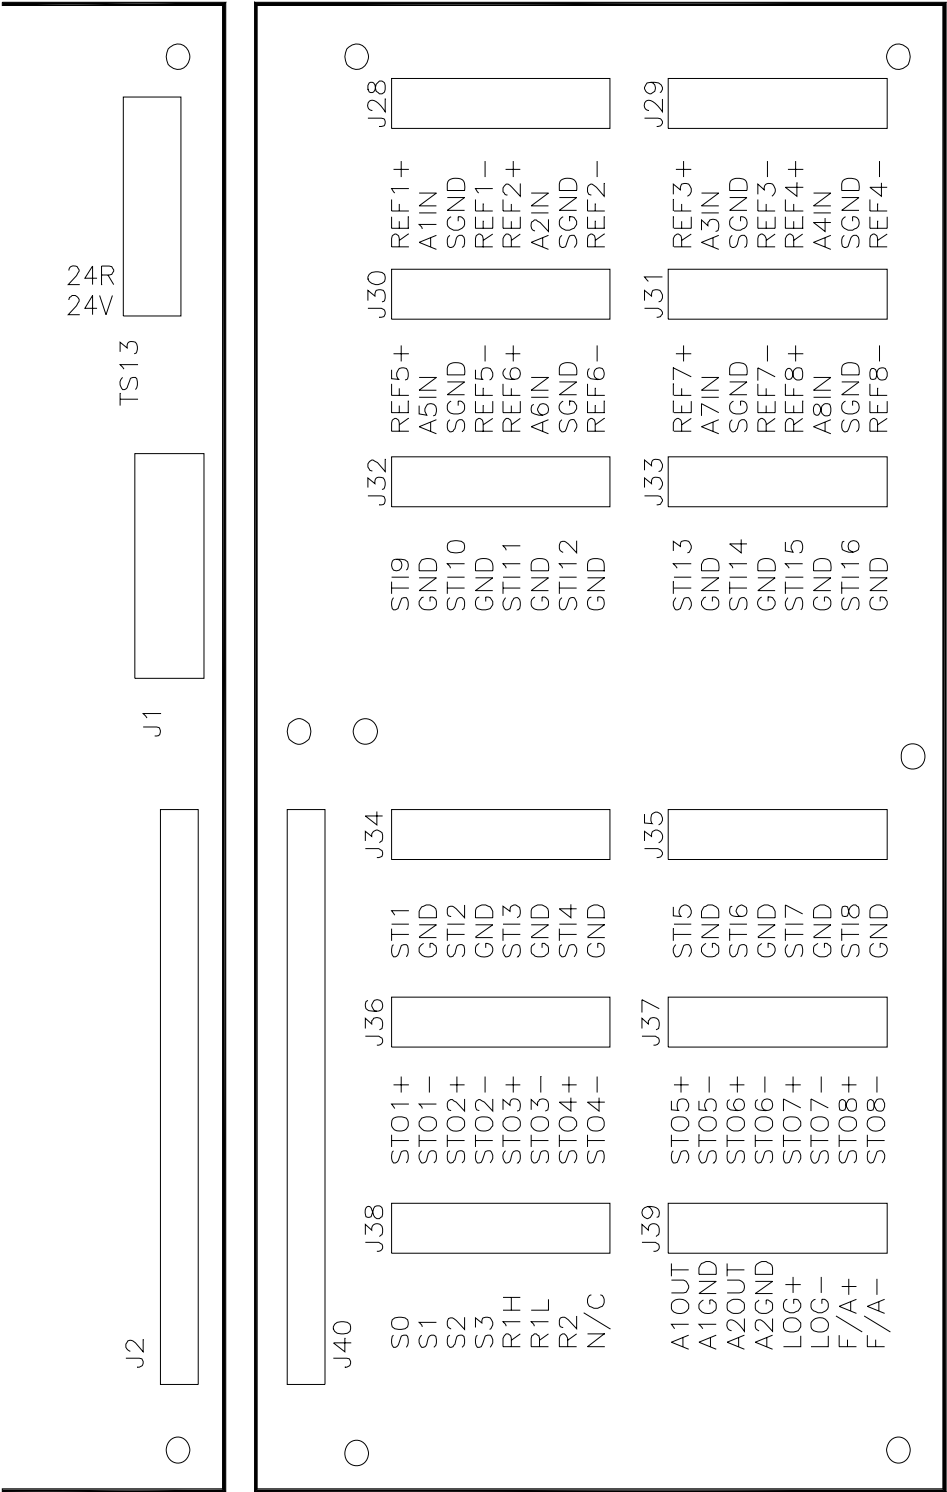 24R
24V
TS13
J1
J2
J28
REF1+
A1IN
SGND
REF1-
REF2+
A2IN
SGND
REF2-
J29
REF3+
A3IN
SGND
REF3-
REF4+
A4IN
SGND
REF4-
J30
REF5+
A5IN
SGND
REF5-
REF6+
A6IN
SGND
REF6-
J31
REF7+
A7IN
SGND
REF7-
REF8+
A8IN
SGND
REF8-
J32
STI9
GND
STI10
GND
STI11
GND
STI12
GND
J33
STI13
GND
STI14
GND
STI15
GND
STI16
GND
J34
STI1
GND
STI2
GND
STI3
GND
STI4
GND
J35
STI5
GND
STI6
GND
STI7
GND
STI8
GND
J36
STO1+
STO1-
STO2+
STO2-
STO3+
STO3-
STO4+
STO4-
J37
STO5+
STO5-
STO6+
STO6-
STO7+
STO7-
STO8+
STO8-
J38
S0
S1
S2
S3
R1H
R1L
R2
N/C
J39
A1OUT
A1GND
A2OUT
A2GND
LOG+
LOG-
F/A+
F/A-
J40